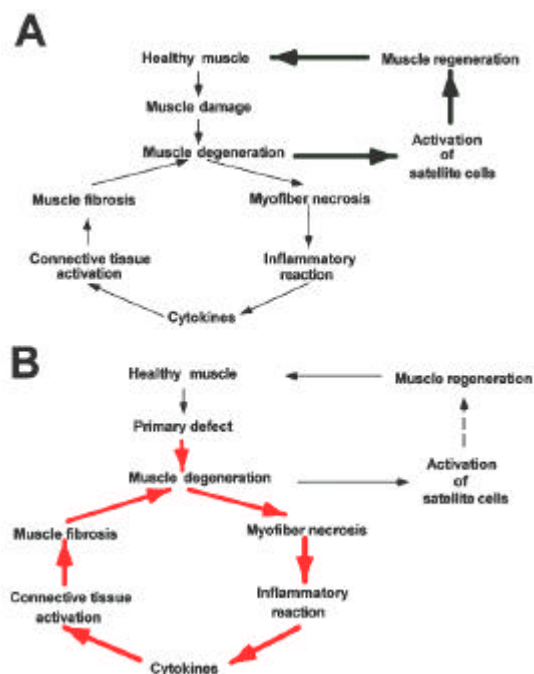 A
Healthy muscle
Muscle regeneration
Muscle damage
Muscle degeneration
Activation
of
satellite cells
Muscle fibrosis
Myofiber necrosis
Connective tissue
activation
Inflammatory
reaction
Cytokines
B
Healthy muscle
Muscle regeneration
Primary defect
Muscle degeneration
Activation
of
satellite cells
Muscle fibrosis
Myofiber necrosis
Connective tissue
activation
Inflammatory
reaction
Cytokines